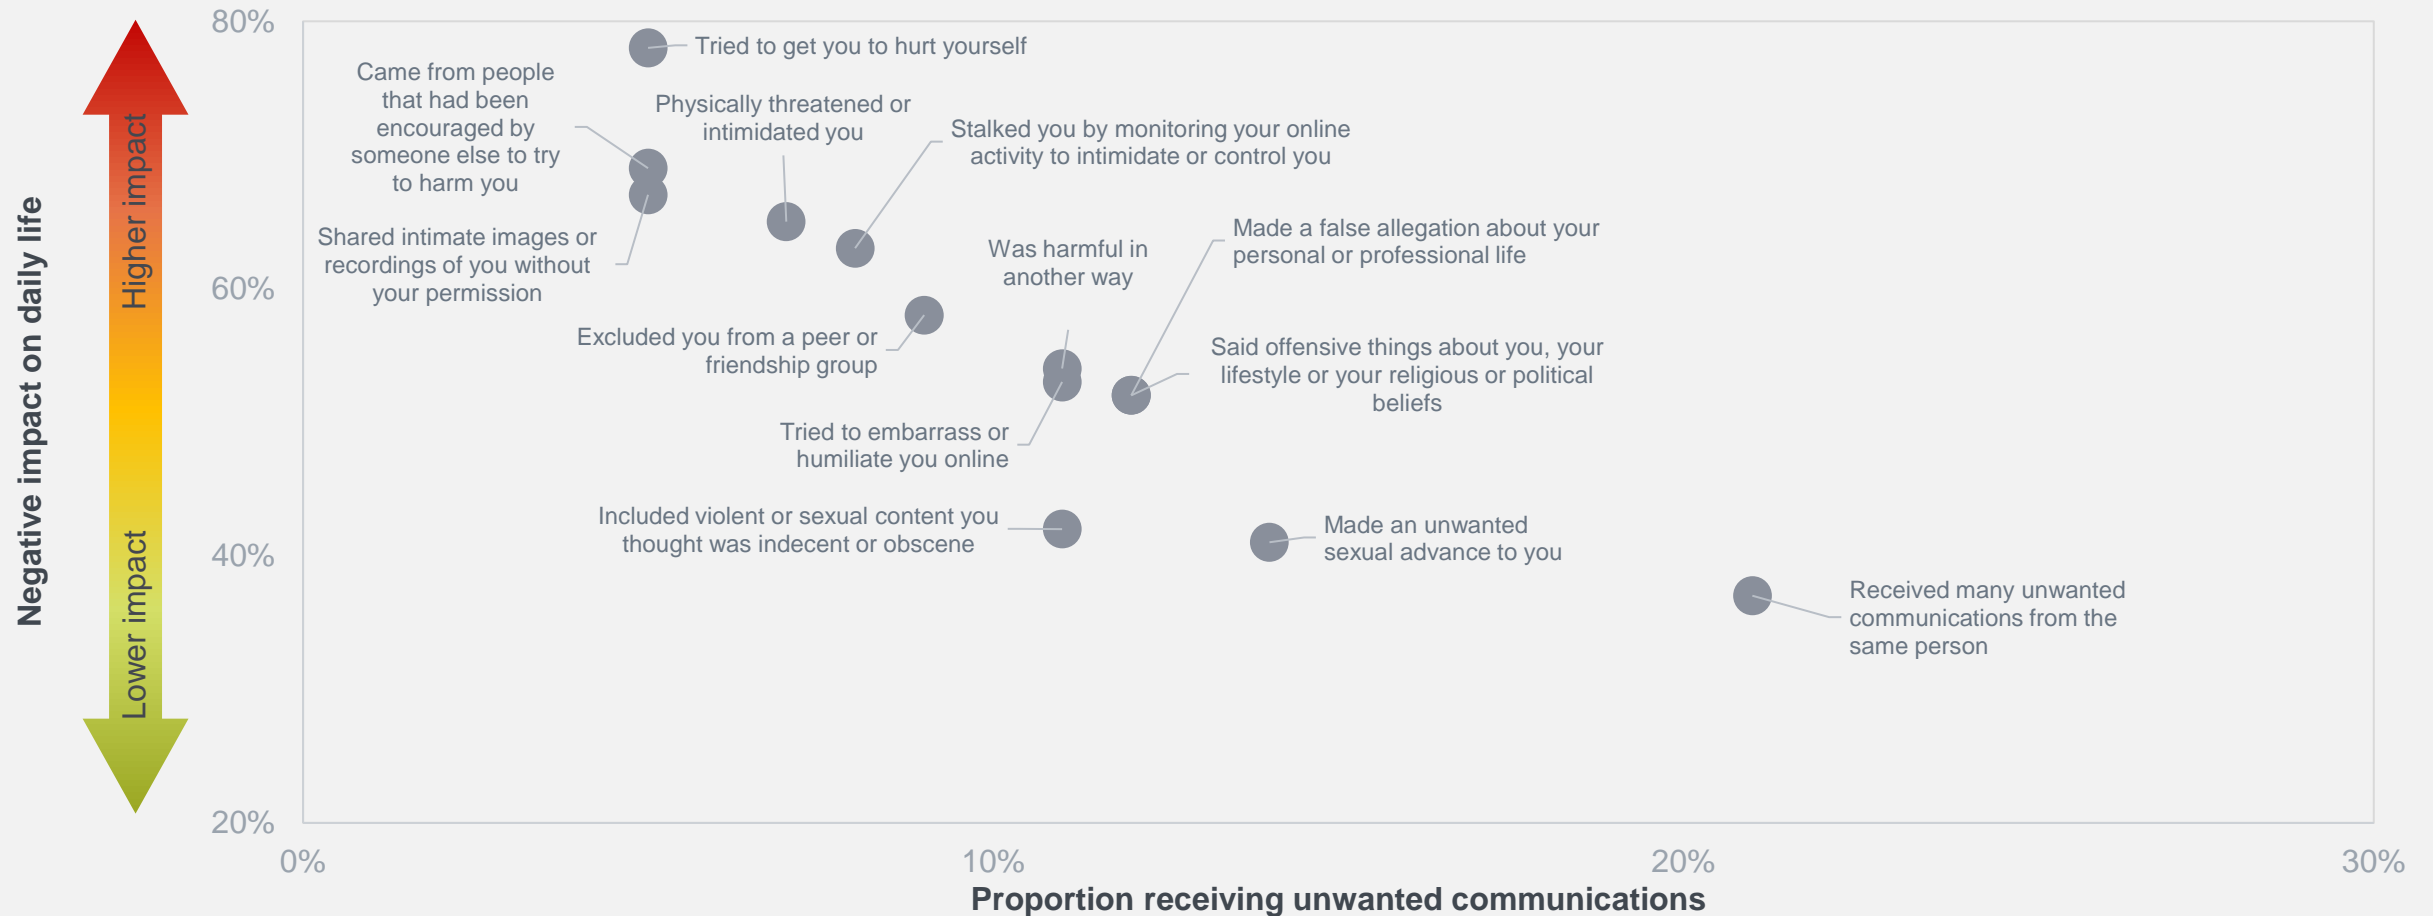 80%
Tried to get you to hurt yourself
Came from people
that had been
encouraged by
someone else to try
to harm you
Physically threatened or
intimidated you
Stalked you by monitoring your online
activity to intimidate or control you
Higher impact
Negative impact on daily life
Shared intimate images or
recordings of you without
your permission
Was harmful in
another way
Made a false allegation about your
personal or professional life
60%
Excluded you from a peer or
friendship group
Said offensive things about you, your
lifestyle or your religious or political
beliefs
Tried to embarrass or
humiliate you online
Included violent or sexual content you
thought was indecent or obscene
Made an unwanted
sexual advance to you
40%
Lower impact
Received many unwanted
communications from the
same person
20%
0%
10%
20%
30%
Proportion receiving unwanted communications